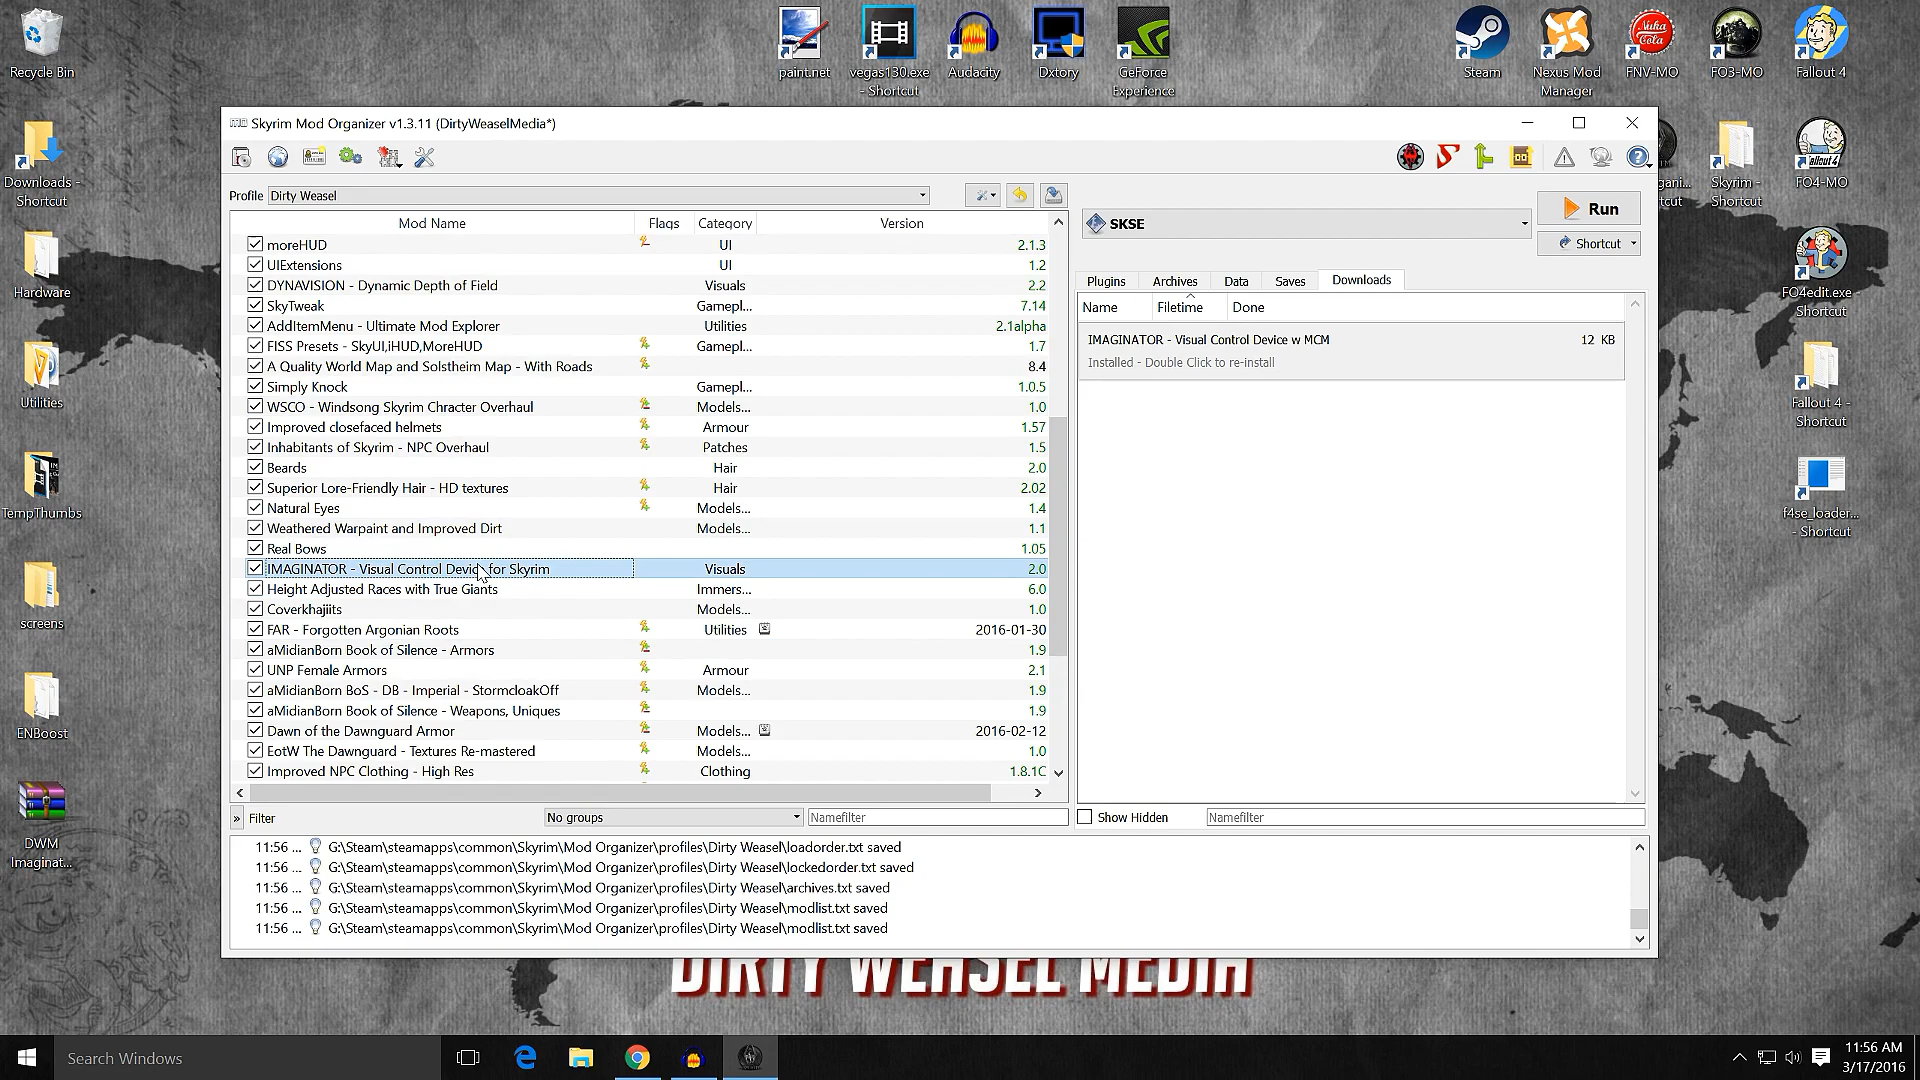 Recycle Bin
paint.net
vegas130.exe
- Shortcut
Audacity
Dxtory
GeForce
Experience
Steam
Nexus Mod
Manager
FNV-MO
FO3-MO
Fallout 4
Downloads -
Shortcut
Hardware
Utilities
TempThumbs
screens
ENBoost
DWM
Imaginat...
Skyrim -
Shortcut
FO4-MO
FO4edit.exe
Shortcut
Fallout 4 -
Shortcut
f4se_loader...
- Shortcut
Skyrim Mod Organizer v1.3.11 (DirtyWeaselMedia*)
Profile Dirty Weasel
Mod Name Flags Category Version
moreHUD UI 2.1.3
UIExtensions UI 1.2
DYNAVISION - Dynamic Depth of Field Visuals 2.2
SkyTweak Gamepl... 7.14
AddItemMenu - Ultimate Mod Explorer Utilities 2.1alpha
FISS Presets - SkyUI,iHUD,MoreHUD Gamepl... 1.7
A Quality World Map and Solstheim Map - With Roads 8.4
Simply Knock Gamepl... 1.0.5
WSCO - Windsong Skyrim Chracter Overhaul Models... 1.0
Improved closefaced helmets Armour 1.57
Inhabitants of Skyrim - NPC Overhaul Patches 1.5
Beards Hair 2.0
Superior Lore-Friendly Hair - HD textures Hair 2.02
Natural Eyes Models... 1.4
Weathered Warpaint and Improved Dirt Models... 1.1
Real Bows 1.05
IMAGINATOR - Visual Control Device for Skyrim Visuals 2.0
Height Adjusted Races with True Giants Immers... 6.0
Coverkhajiits Models... 1.0
FAR - Forgotten Argonian Roots Utilities 2016-01-30
aMidianBorn Book of Silence - Armors 1.9
UNP Female Armors Armour 2.1
aMidianBorn BoS - DB - Imperial - StormcloakOff Models... 1.9
aMidianBorn Book of Silence - Weapons, Uniques 1.9
Dawn of the Dawnguard Armor Models... 2016-02-12
EotW The Dawnguard - Textures Re-mastered Models... 1.0
Improved NPC Clothing - High Res Clothing 1.8.1C
» Filter No groups Namefilter
SKSE
Run
Shortcut
Plugins Archives Data Saves Downloads
Name Filetime Done
IMAGINATOR - Visual Control Device w MCM 12 KB
Installed - Double Click to re-install
Show Hidden Namefilter
11:56 ... G:\Steam\steamapps\common\Skyrim\Mod Organizer\profiles\Dirty Weasel\loadorder.txt saved
11:56 ... G:\Steam\steamapps\common\Skyrim\Mod Organizer\profiles\Dirty Weasel\lockedorder.txt saved
11:56 ... G:\Steam\steamapps\common\Skyrim\Mod Organizer\profiles\Dirty Weasel\archives.txt saved
11:56 ... G:\Steam\steamapps\common\Skyrim\Mod Organizer\profiles\Dirty Weasel\modlist.txt saved
11:56 ... G:\Steam\steamapps\common\Skyrim\Mod Organizer\profiles\Dirty Weasel\modlist.txt saved
DIRTY WEASEL MEDIA
Search Windows
11:56 AM
3/17/2016